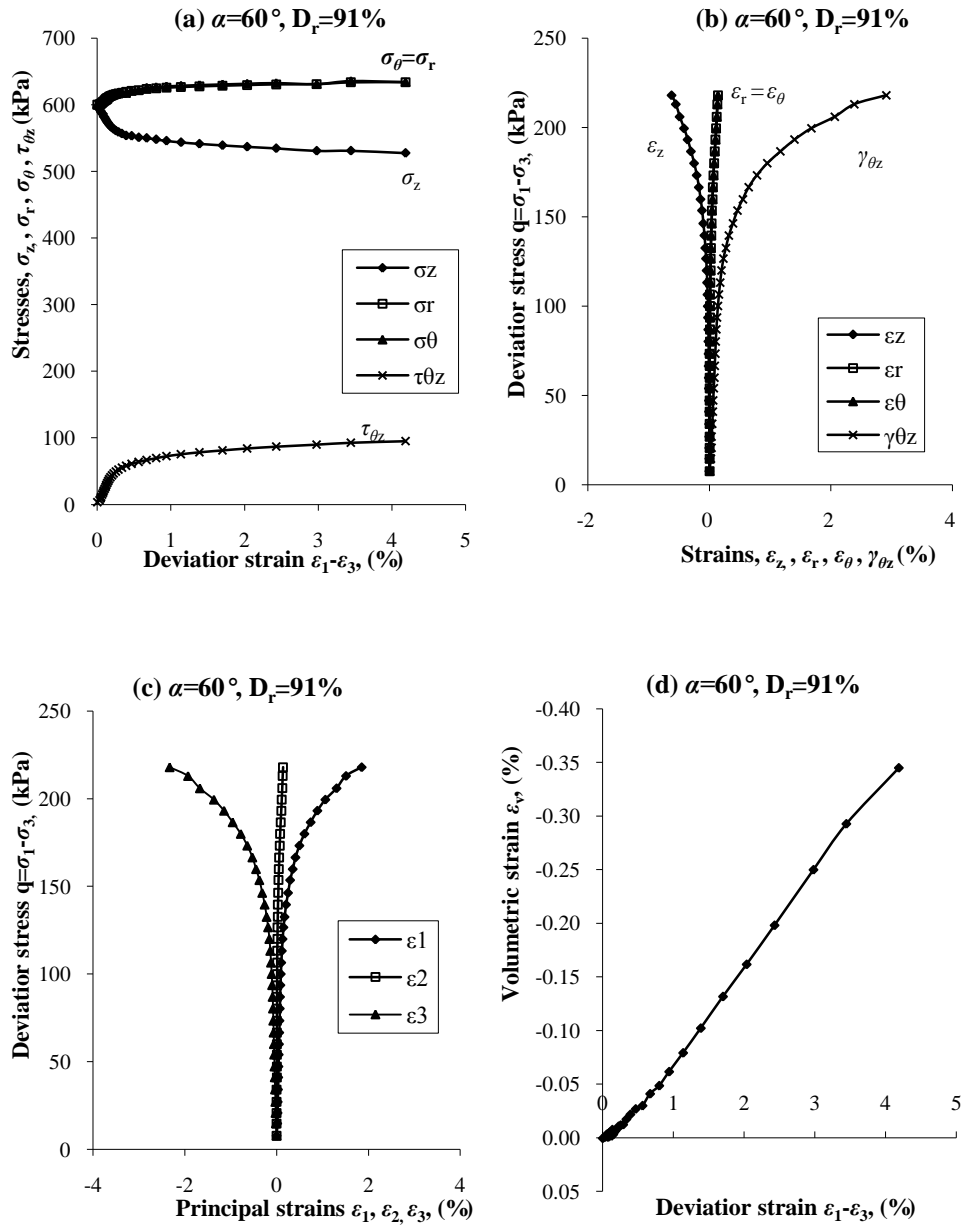 (a) α=60°, Dr=91%
Stresses, σz, , σr , σθ , τθz (kPa)
700
600
500
400
300
200
100
0
σθ=σr
σz
σz
σr
σθ
τθz
τθz
0 1 2 3 4 5
Deviatior strain ε1-ε3, (%)
(b) α=60°, Dr=91%
Deviatior stress q=σ1-σ3, (kPa)
250
200
150
100
50
0
εz
εr = εθ
γθz
εz
εr
εθ
γθz
-2 0 2 4
Strains, εz, , εr , εθ , γθz (%)
(c) α=60°, Dr=91%
Deviatior stress q=σ1-σ3, (kPa)
250
200
150
100
50
0
ε1
ε2
ε3
-4 -2 0 2 4
Principal strains ε1, ε2, ε3, (%)
(d) α=60°, Dr=91%
Volumetric strain εv, (%)
-0.40
-0.35
-0.30
-0.25
-0.20
-0.15
-0.10
-0.05
0.00
0.05
0 1 2 3 4 5
Deviatior strain ε1-ε3, (%)